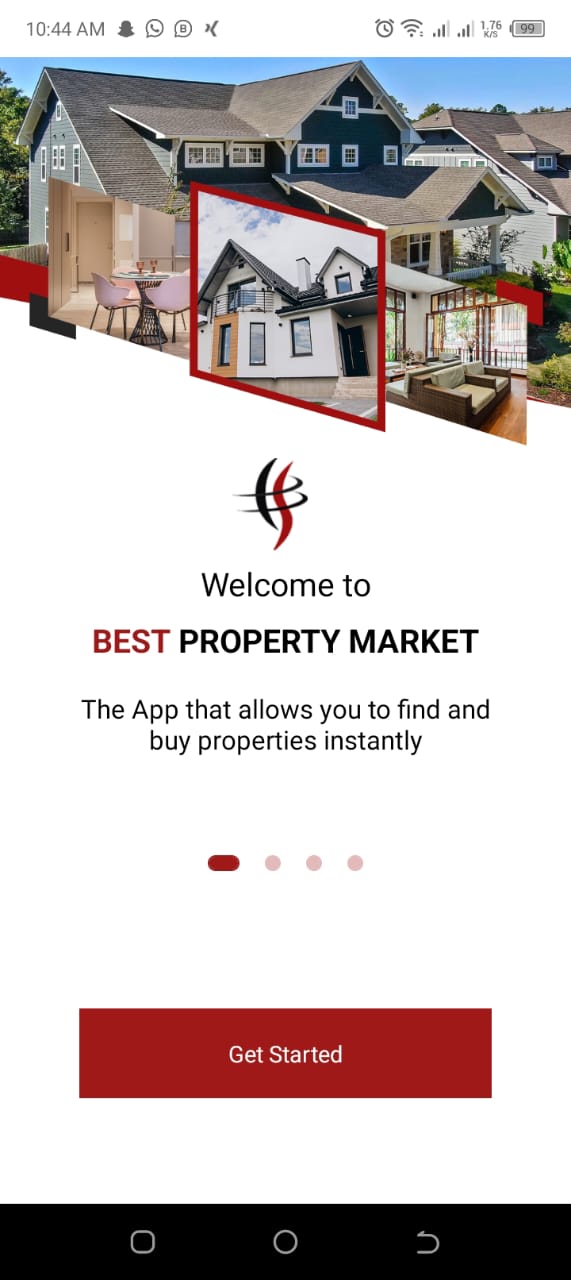 10:44 AM
B
1.76
K/S
99
Welcome to
BEST PROPERTY MARKET
The App that allows you to find and
buy properties instantly
Get Started